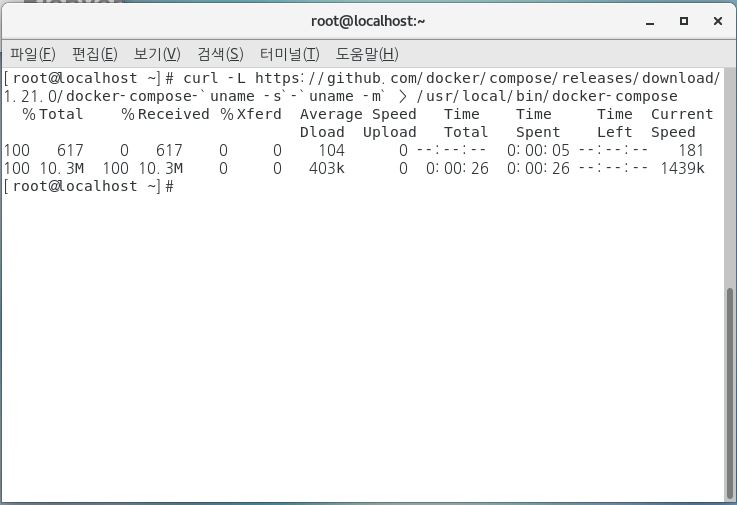 root@localhost:~
파일(F) 편집(E) 보기(V) 검색(S) 터미널(T) 도움말(H)
[root@localhost ~]# curl -L https://github.com/docker/compose/releases/download/
1.21.0/docker-compose-`uname -s`-`uname -m` > /usr/local/bin/docker-compose
% Total % Received % Xferd Average Speed Time Time Time Current
Dload Upload Total Spent Left Speed
100 617 0 617 0 0 104 0 --:--:-- 0:00:05 --:--:-- 181
100 10.3M 100 10.3M 0 0 403k 0 0:00:26 0:00:26 --:--:-- 1439k
[root@localhost ~]#